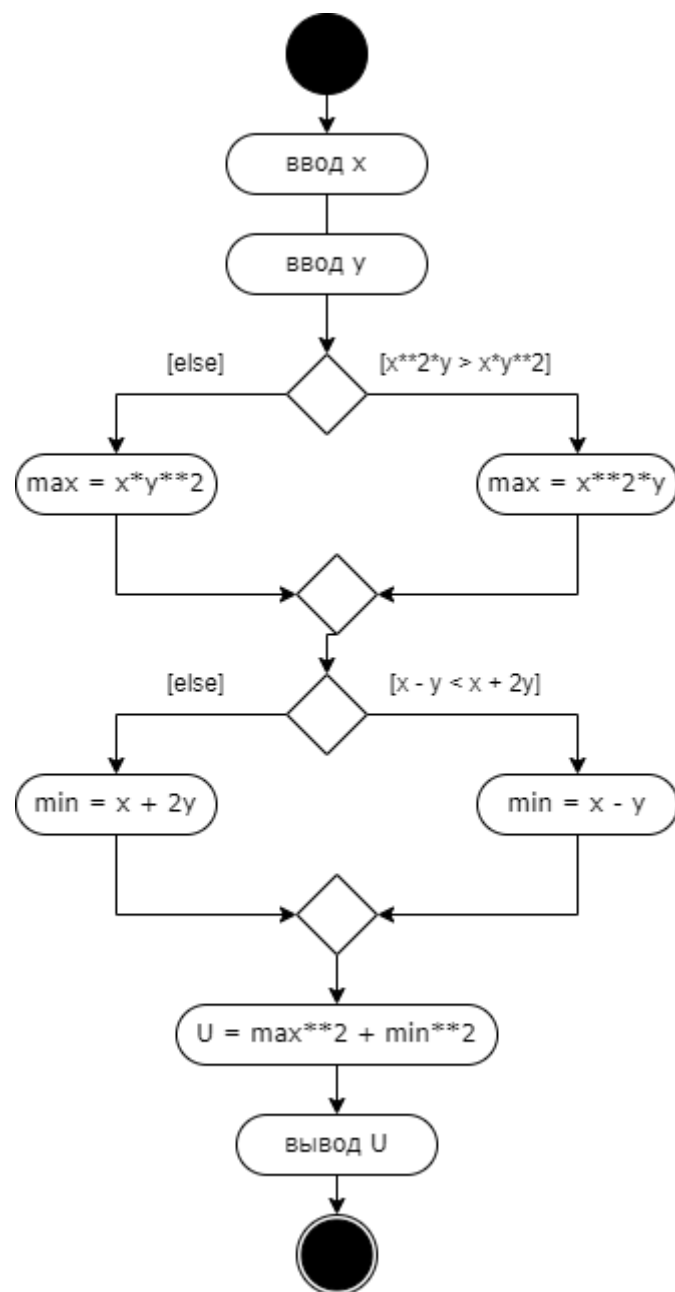 ввод x
ввод y
[else]
[x**2*y > x*y**2]
max = x*y**2
max = x**2*y
[else]
[x - y < x + 2y]
min = x + 2y
min = x - y
U = max**2 + min**2
вывод U